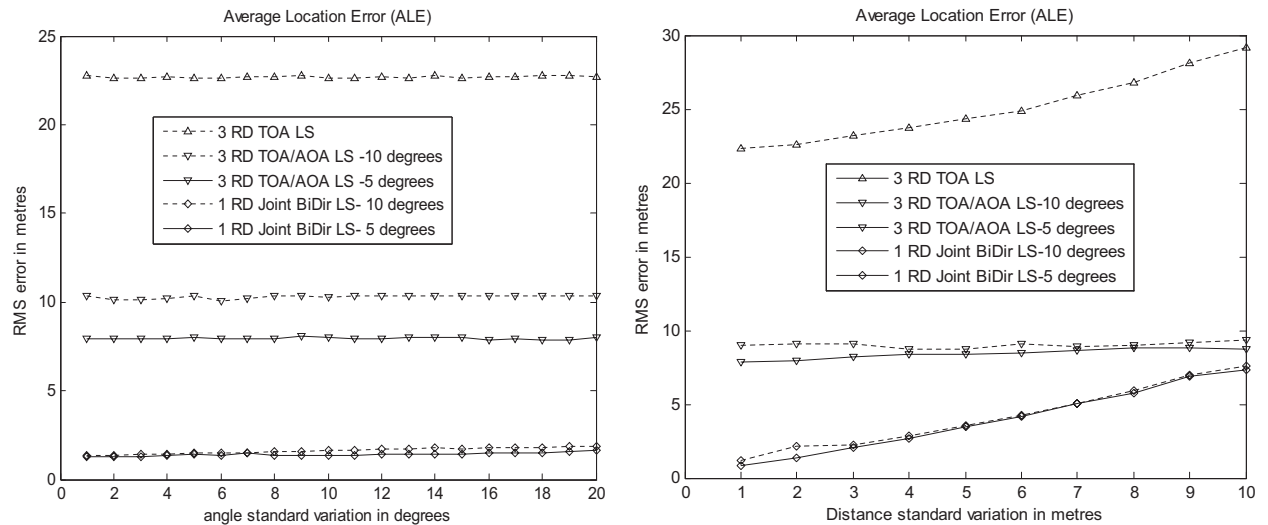 Average Location Error (ALE)
RMS error in metres
25
20
15
10
5
0
3 RD TOA LS
3 RD TOA/AOA LS -10 degrees
3 RD TOA/AOA LS -5 degrees
1 RD Joint BiDir LS- 10 degrees
1 RD Joint BiDir LS- 5 degrees
0 2 4 6 8 10 12 14 16 18 20
angle standard variation in degrees
Average Location Error (ALE)
RMS error in metres
30
25
20
15
10
5
0
3 RD TOA LS
3 RD TOA/AOA LS-10 degrees
3 RD TOA/AOA LS-5 degrees
1 RD Joint BiDir LS-10 degrees
1 RD Joint BiDir LS-5 degrees
0 1 2 3 4 5 6 7 8 9 10
Distance standard variation in metres